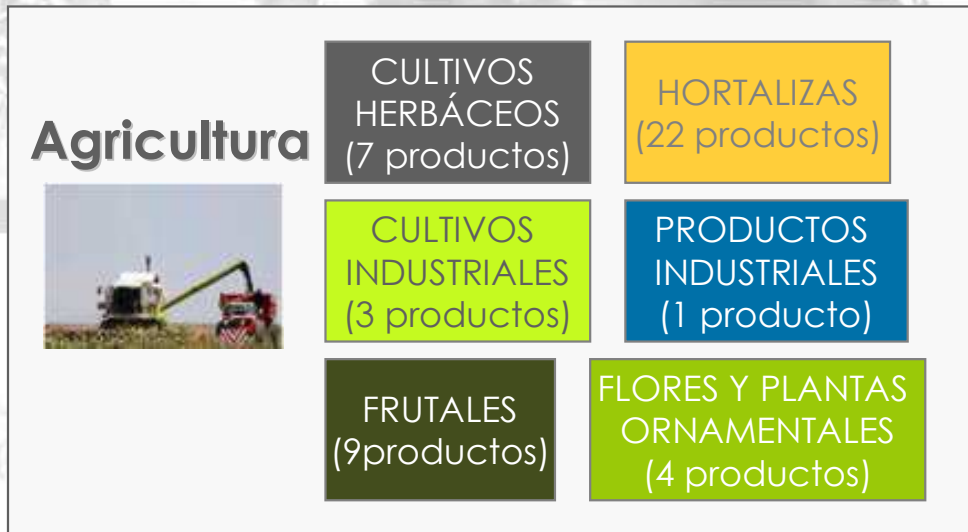 Agricultura
CULTIVOS
HERBÁCEOS
(7 productos)
HORTALIZAS
(22 productos)
CULTIVOS
INDUSTRIALES
(3 productos)
PRODUCTOS
INDUSTRIALES
(1 producto)
FRUTALES
(9productos)
FLORES Y PLANTAS
ORNAMENTALES
(4 productos)